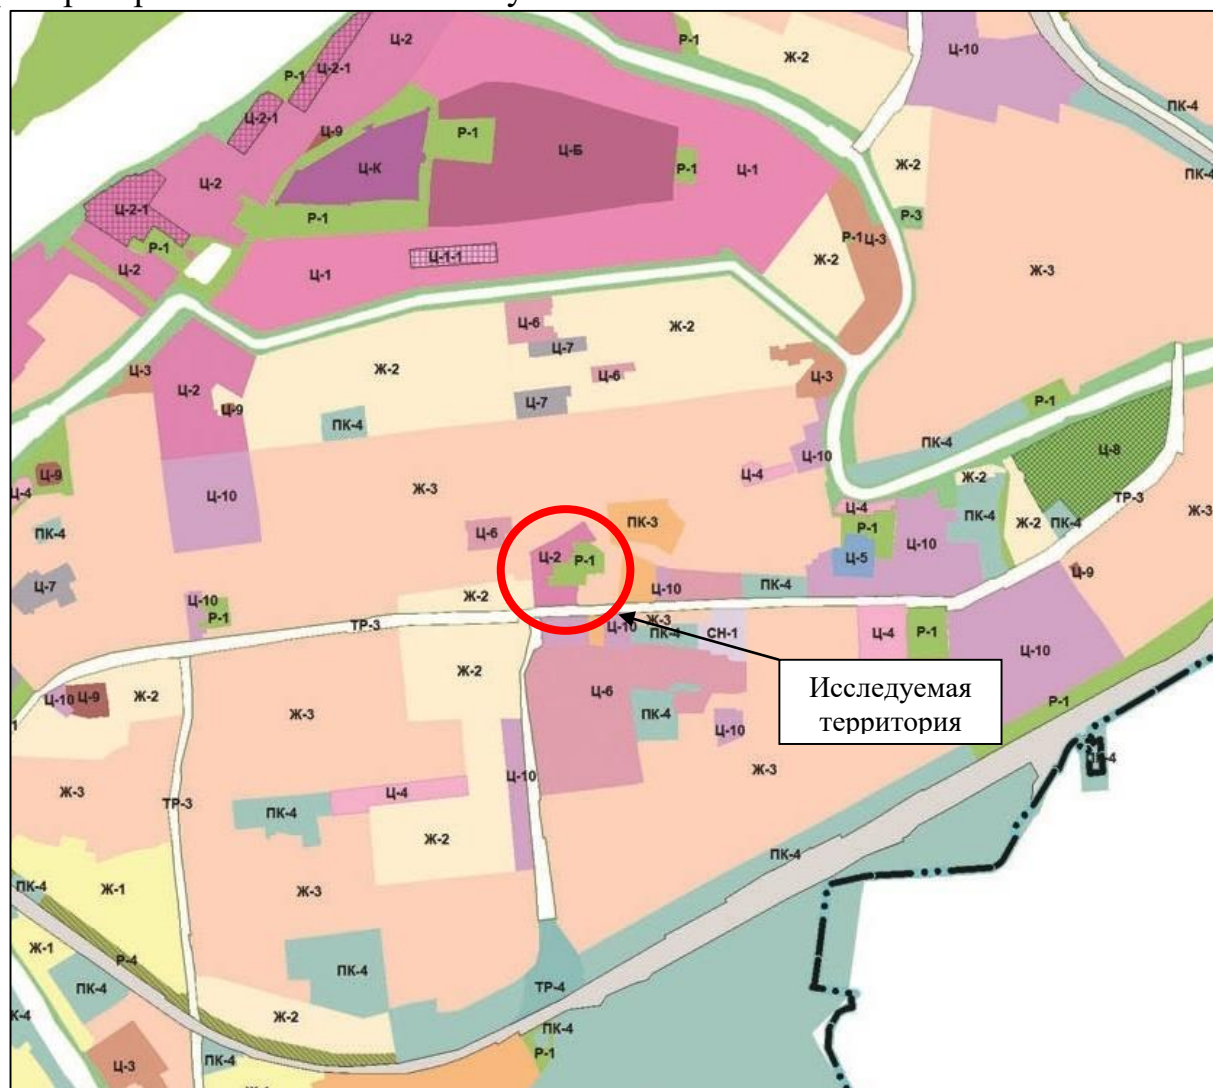 Ц-2
Р-1
Ц-10
Ж-2
Р-1
Ц-2-1
ПК-4
Ц-2-1
Ц-9
Р-1
Ц-Б
Ц-К
Р-1
Ц-1
Ж-2
ПК-4
Ц-2
Ц-2-1
Р-1
Р-3
Р-1
Ц-3
Р-1
Ц-2
Ц-1
Ц-1-1
Ж-2
Ж-3
Ц-6
Ж-2
Ц-7
Ц-3
Ц-2
Ж-2
Ц-6
Ц-3
Ц-9
Ц-7
Р-1
ПК-4
ПК-4
Ц-8
Ц-10
Ц-9
Ц-4
Ж-3
Ц-4
Ж-2
Ц-10
ТР-3
Ц-4
Ж-3
ПК-4
ПК-4
Ж-2
ПК-4
Ц-6
ПК-3
Р-1
Ц-10
Ц-2
Р-1
Ц-5
Ц-7
Ц-10
ПК-4
Ц-9
Ц-10
Р-1
Ж-2
ТР-3
Ж-3
Ц-10
ПК-4
СН-1
Ц-4
Р-1
Ц-10
Исследуемая
территория
Ж-2
Ц-10
Ц-9
Ж-2
Ц-6
Ж-3
ПК-4
Ц-10
Р-1
Ж-3
Ж-3
ТР-3
Ц-10
Ц-4
ПК-4
Ж-2
ПК-4
ПК-4
Ж-1
Ж-3
Ж-1
Р-4
ПК-4
ПК-4
ТР-4
Ж-2
ПК-4
ПК-4
Р-1
Ц-3